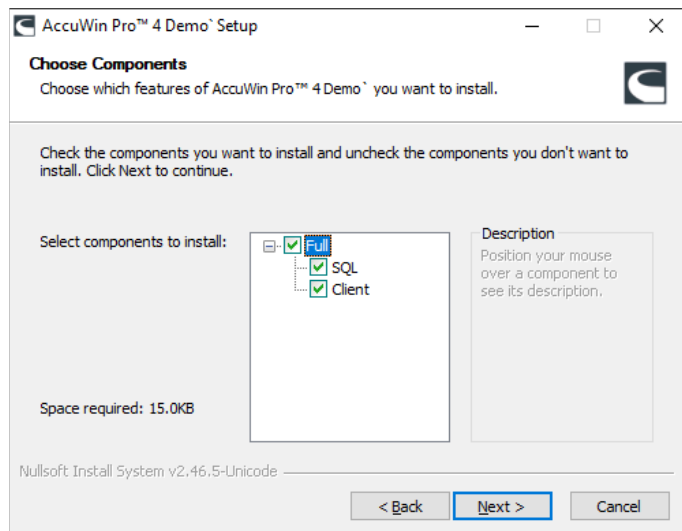 AccuWin Pro™ 4 Demo` Setup
Choose Components
Choose which features of AccuWin Pro™ 4 Demo` you want to install.
Check the components you want to install and uncheck the components you don't want to
install. Click Next to continue.
Select components to install:
Full
SQL
Client
Description
Position your mouse
over a component to
see its description.
Space required: 15.0KB
Nullsoft Install System v2.46.5-Unicode
< Back
Next >
Cancel